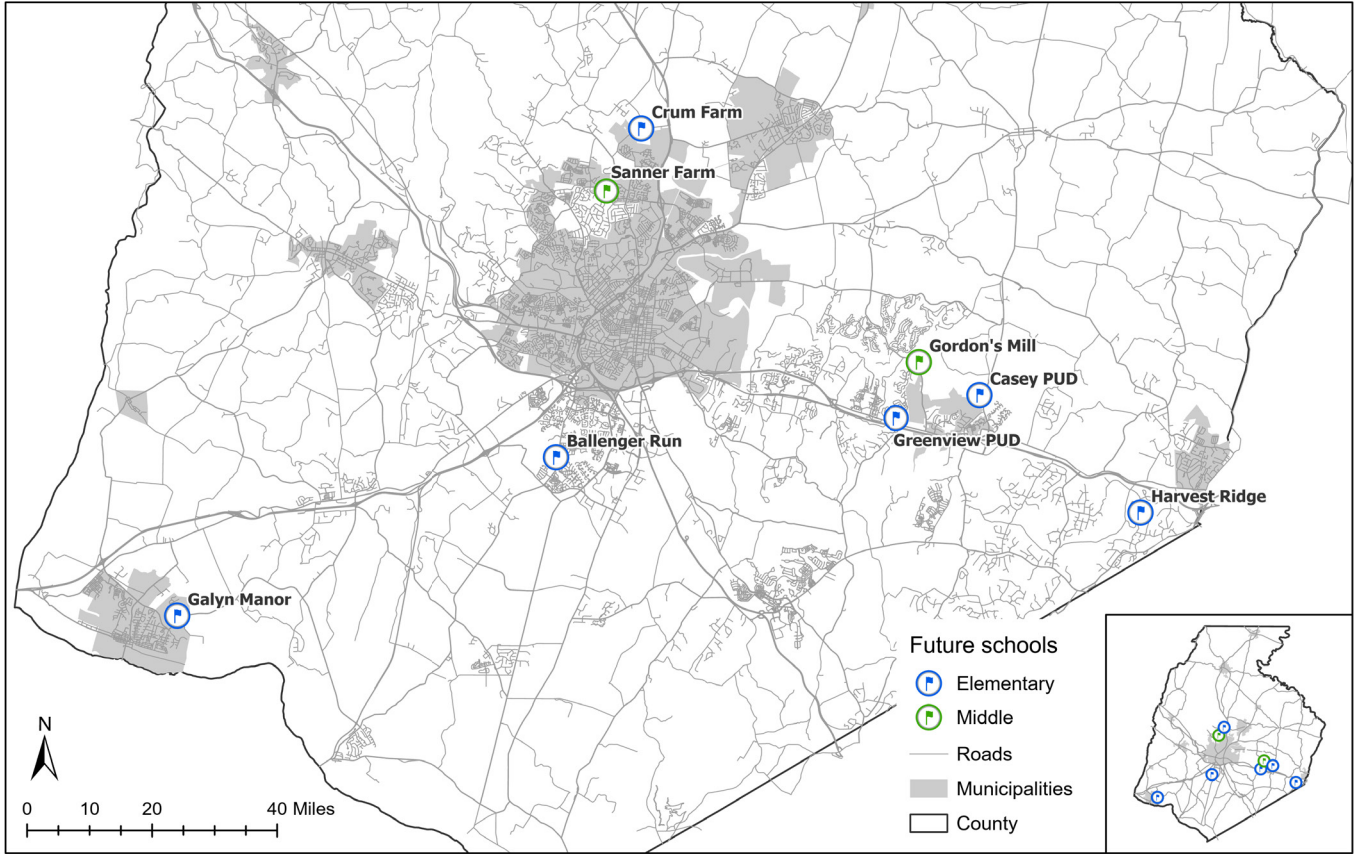 Crum Farm
Sanner Farm
Gordon's Mill
Casey PUD
Greenview PUD
Ballenger Run
Harvest Ridge
Galyn Manor
N
0 10 20 40 Miles
Future schools
Elementary
Middle
Roads
Municipalities
County